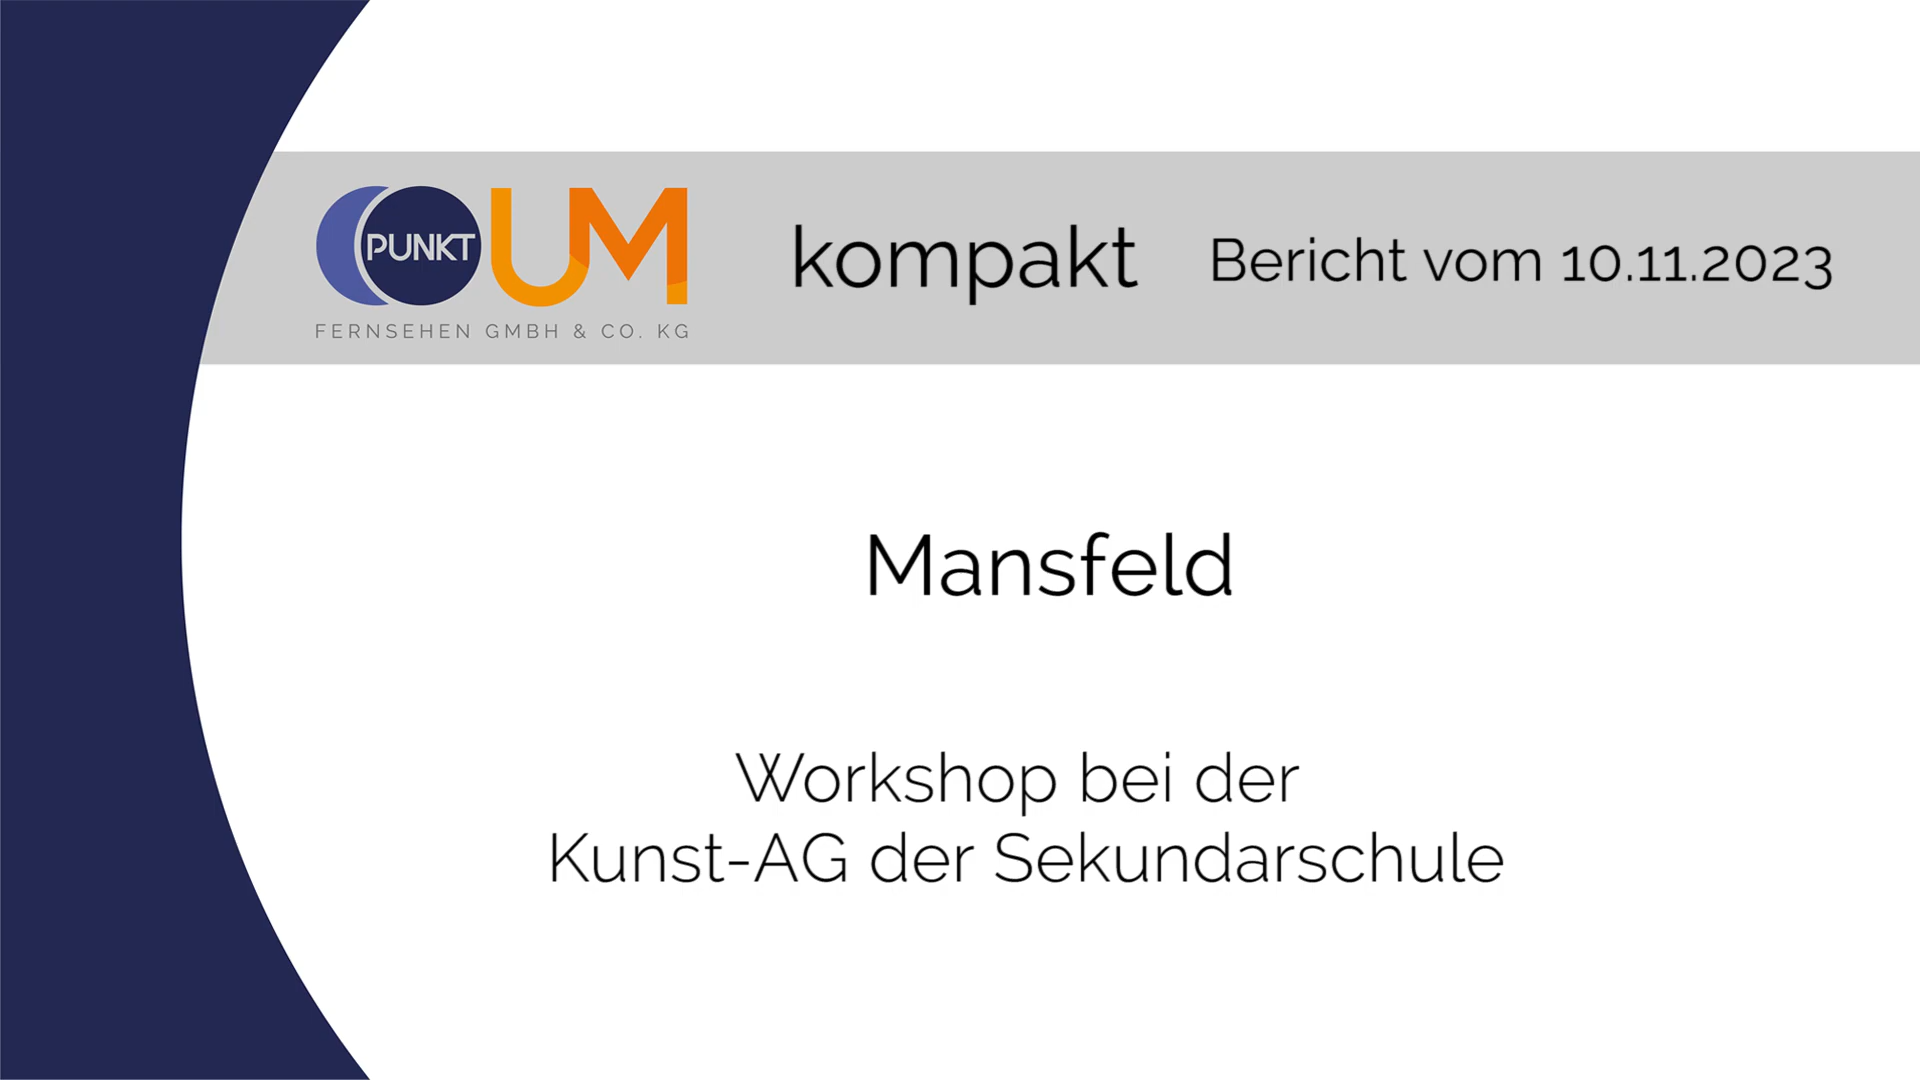 PUNKT UM
FERNSEHEN GMBH & CO. KG
kompakt
Bericht vom 10.11.2023
Mansfeld
Workshop bei der
Kunst-AG der Sekundarschule